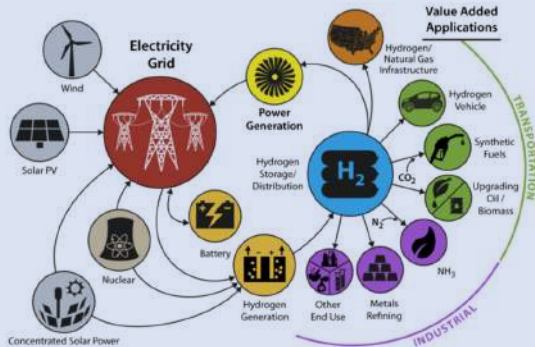 Value Added
Applications
Electricity
Grid
Wind
Solar PV
Nuclear
Concentrated Solar Power
Battery
Power
Generation
Hydrogen
Generation
Hydrogen
Storage/
Distribution
H2
Hydrogen/
Natural Gas
Infrastructure
Hydrogen
Vehicle
Synthetic
Fuels
CO2
Upgrading
Oil /
Biomass
N2
NH3
Metals
Refining
Other
End Use
TRANSPORTATION
INDUSTRIAL